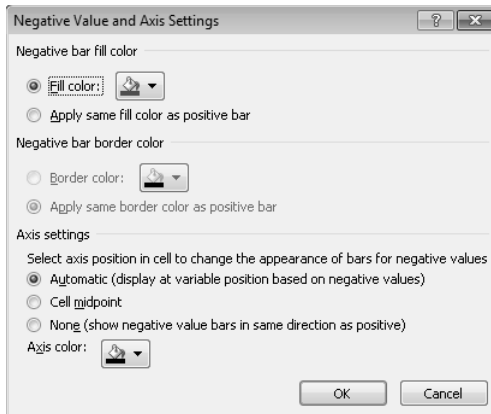 Negative Value and Axis Settings
Negative bar fill color
Fill color:
Apply same fill color as positive bar
Negative bar border color
Border color:
Apply same border color as positive bar
Axis settings
Select axis position in cell to change the appearance of bars for negative values
Automatic (display at variable position based on negative values)
Cell midpoint
None (show negative value bars in same direction as positive)
Axis color:
OK Cancel